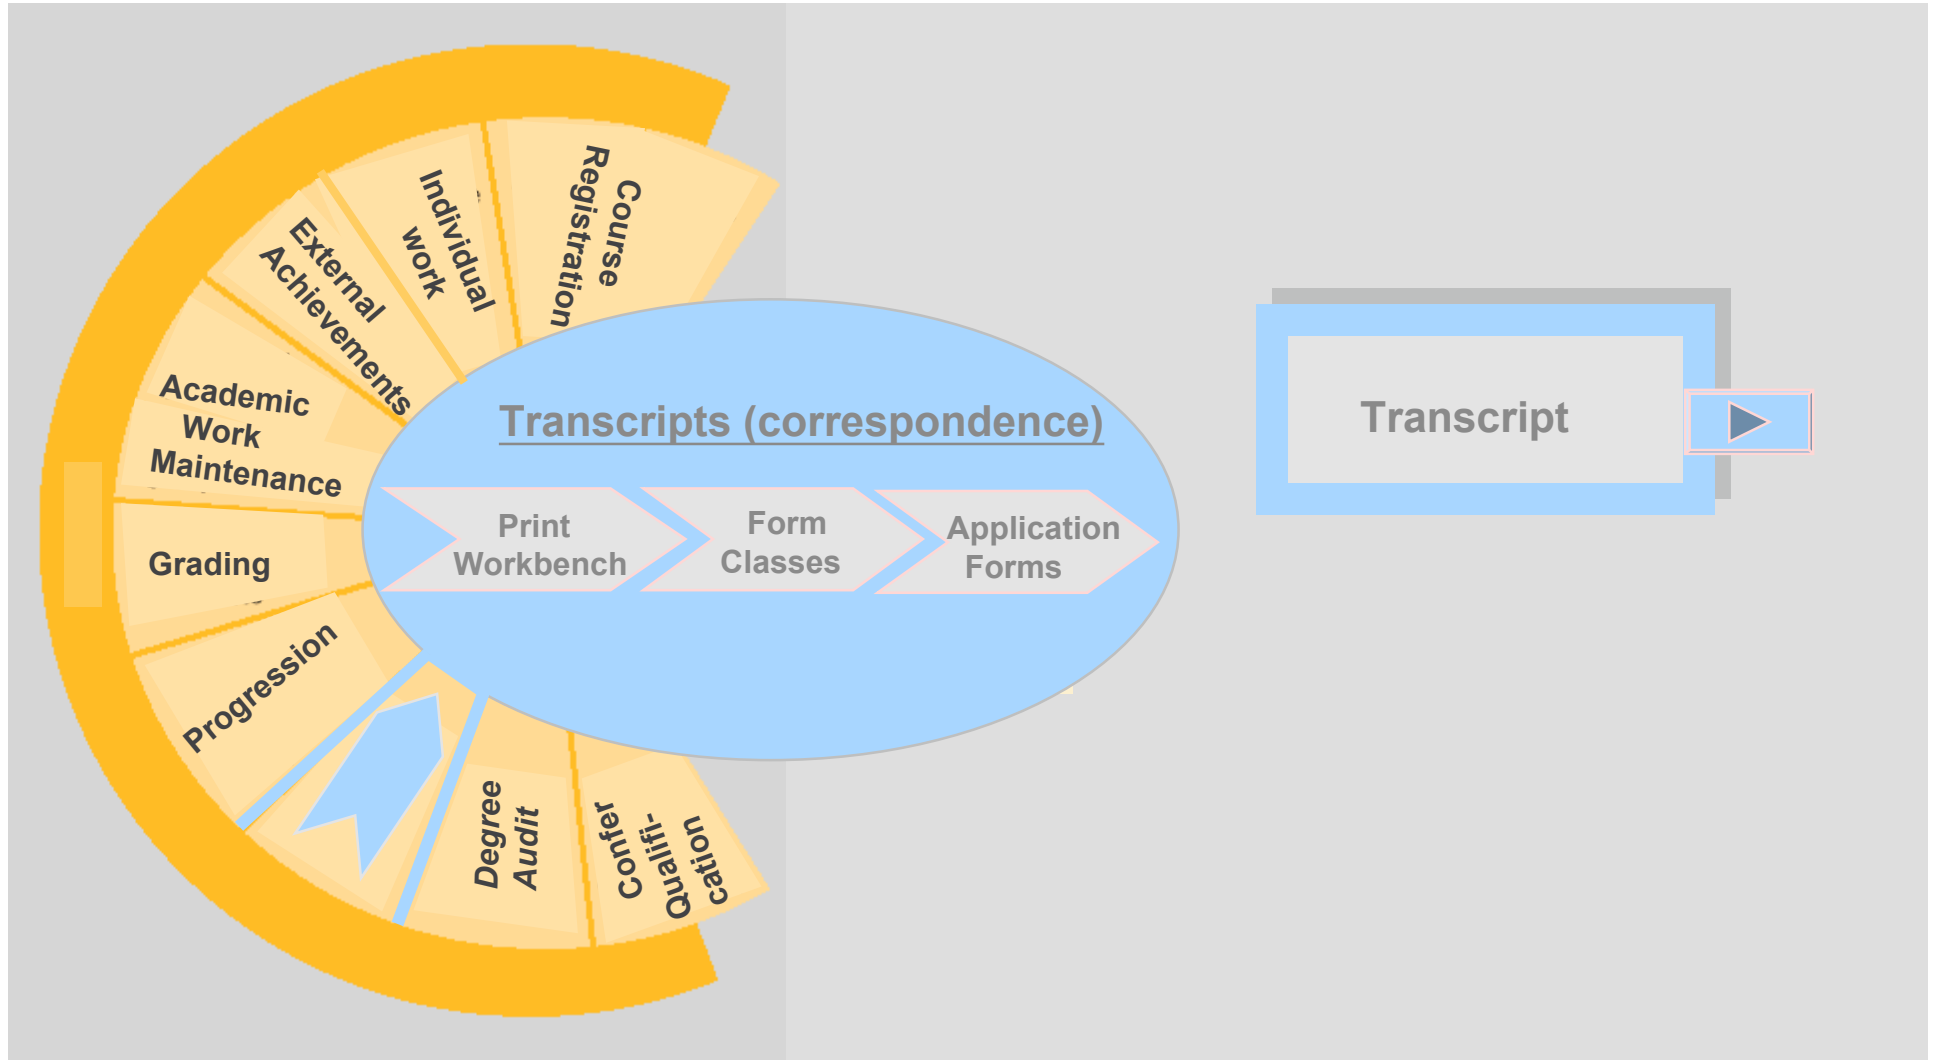 Course
Registration
Individual
work
External
Achievements
Academic
Work
Maintenance
Grading
Progression
Degree
Audit
Confer
Qualifi-
cation
Transcripts (correspondence)
Print
Workbench
Form
Classes
Application
Forms
Transcript